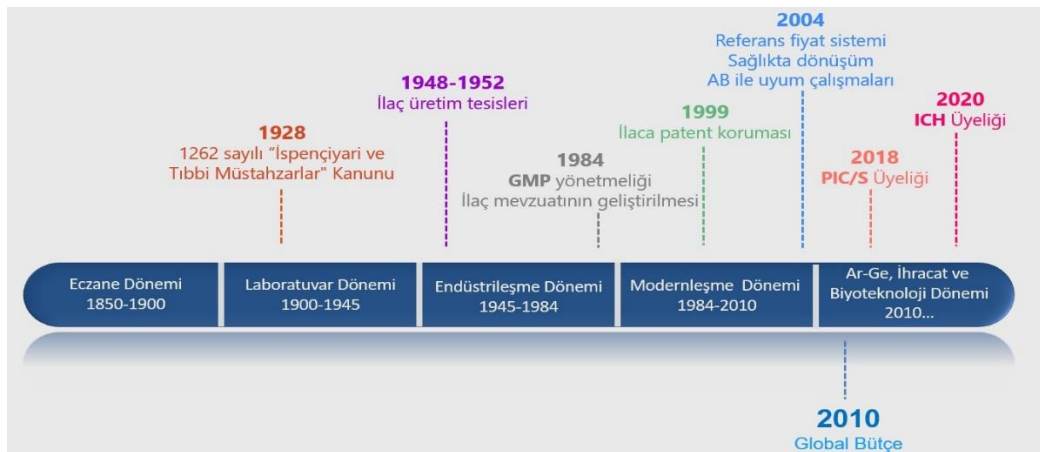 2004
Referans fiyat sistemi
Sağlıkta dönüşüm
AB ile uyum çalışmaları
1948-1952
İlaç üretim tesisleri
2020
ICH Üyeliği
1999
İlaca patent koruması
1928
1262 sayılı "İspençiyari ve
Tıbbi Müstahzarlar" Kanunu
1984
GMP yönetmeliği
İlaç mevzuatının geliştirilmesi
2018
PIC/S Üyeliği
Eczane Dönemi
1850-1900
Laboratuvar Dönemi
1900-1945
Endüstrileşme Dönemi
1945-1984
Modernleşme Dönemi
1984-2010
Ar-Ge, İhracat ve
Biyoteknoloji Dönemi
2010...
2010
Global Bütçe